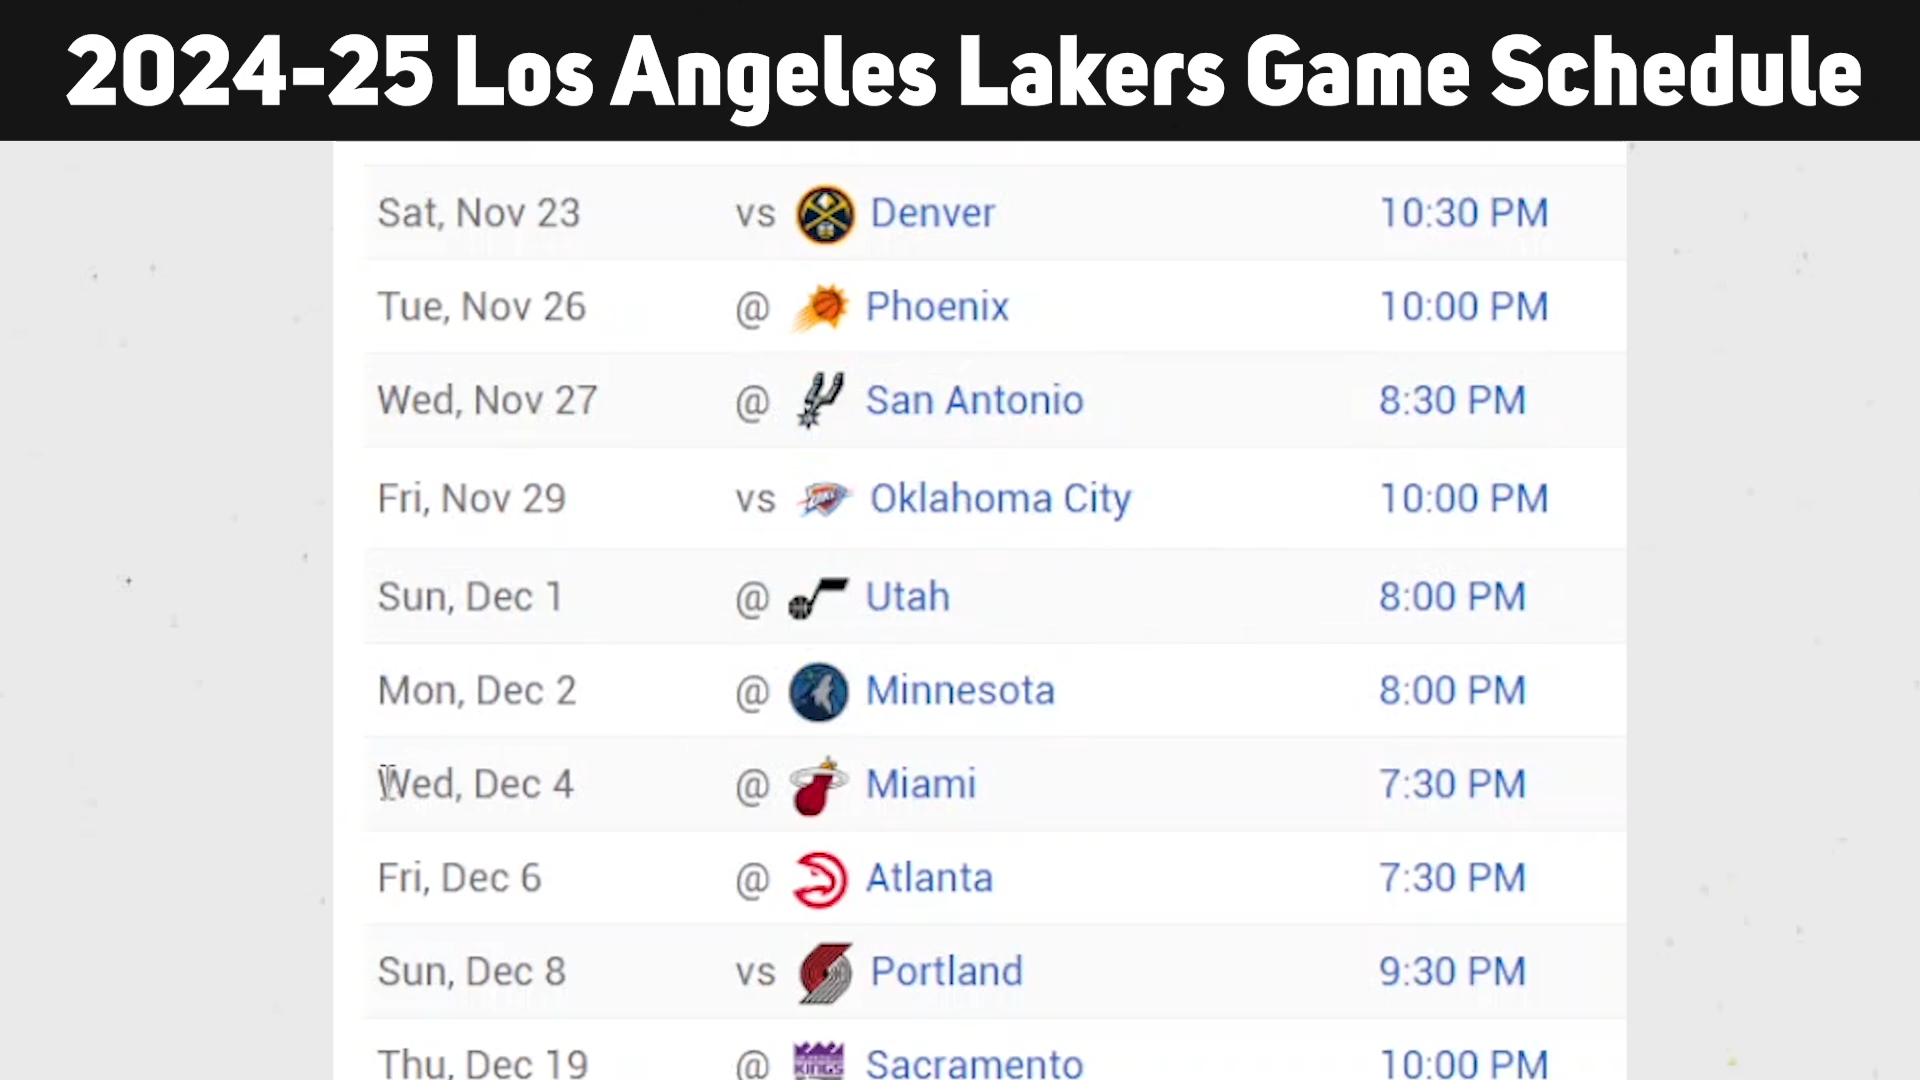 2024-25 Los Angeles Lakers Game Schedule
Sat, Nov 23 vs Denver 10:30 PM
Tue, Nov 26 @ Phoenix 10:00 PM
Wed, Nov 27 @ San Antonio 8:30 PM
Fri, Nov 29 vs Oklahoma City 10:00 PM
Sun, Dec 1 @ Utah 8:00 PM
Mon, Dec 2 @ Minnesota 8:00 PM
Wed, Dec 4 @ Miami 7:30 PM
Fri, Dec 6 @ Atlanta 7:30 PM
Sun, Dec 8 vs Portland 9:30 PM
Thu, Dec 19 @ KINGS Sacramento 10:00 PM